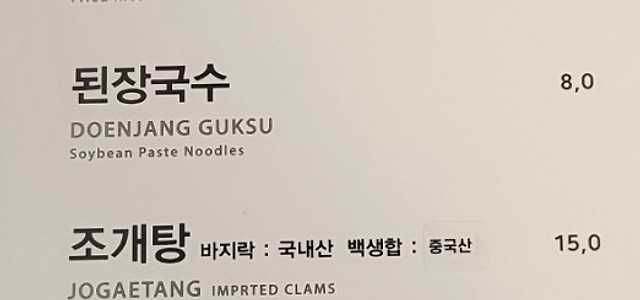 된장국수 8,0
DOENJANG GUKSU
Soybean Paste Noodles
조개탕 바지락 : 국내산 백생합 : 중국산 15,0
JOGAETANG IMPRTED CLAMS